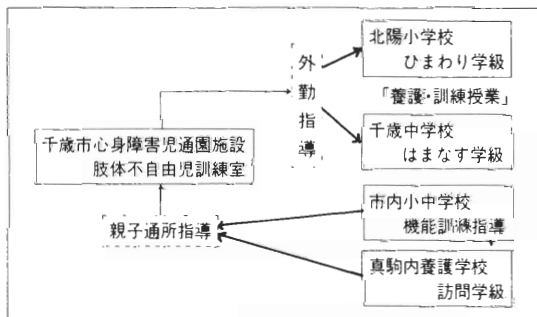 北陽小学校
ひまわり学級
外勤指導
「養護・訓練授業」
千歳市心身障害児通園施設
肢体不自由児訓練室
千歳中学校
はまなす学級
市内小中学校
機能訓練指導
親子通所指導
真駒内養護学校
訪問学級